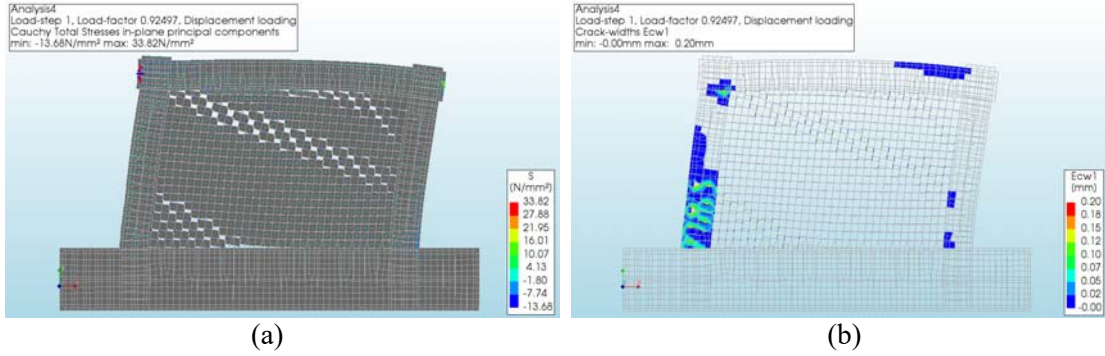 Analysis4
Load-step 1, Load-factor 0.92497, Displacement loading
Cauchy Total Stresses in-plane principal components
min: -13.68N/mm² max: 33.82N/mm²
S
(N/mm²)
33.82
27.88
21.95
16.01
10.07
4.13
-1.80
-7.74
-13.68
(a)
Analysis4
Load-step 1, Load-factor 0.92497, Displacement loading
Crack-widths Ecw1
min: -0.00mm max: 0.20mm
Ecw1
(mm)
0.20
0.18
0.15
0.12
0.10
0.07
0.05
0.02
-0.00
(b)